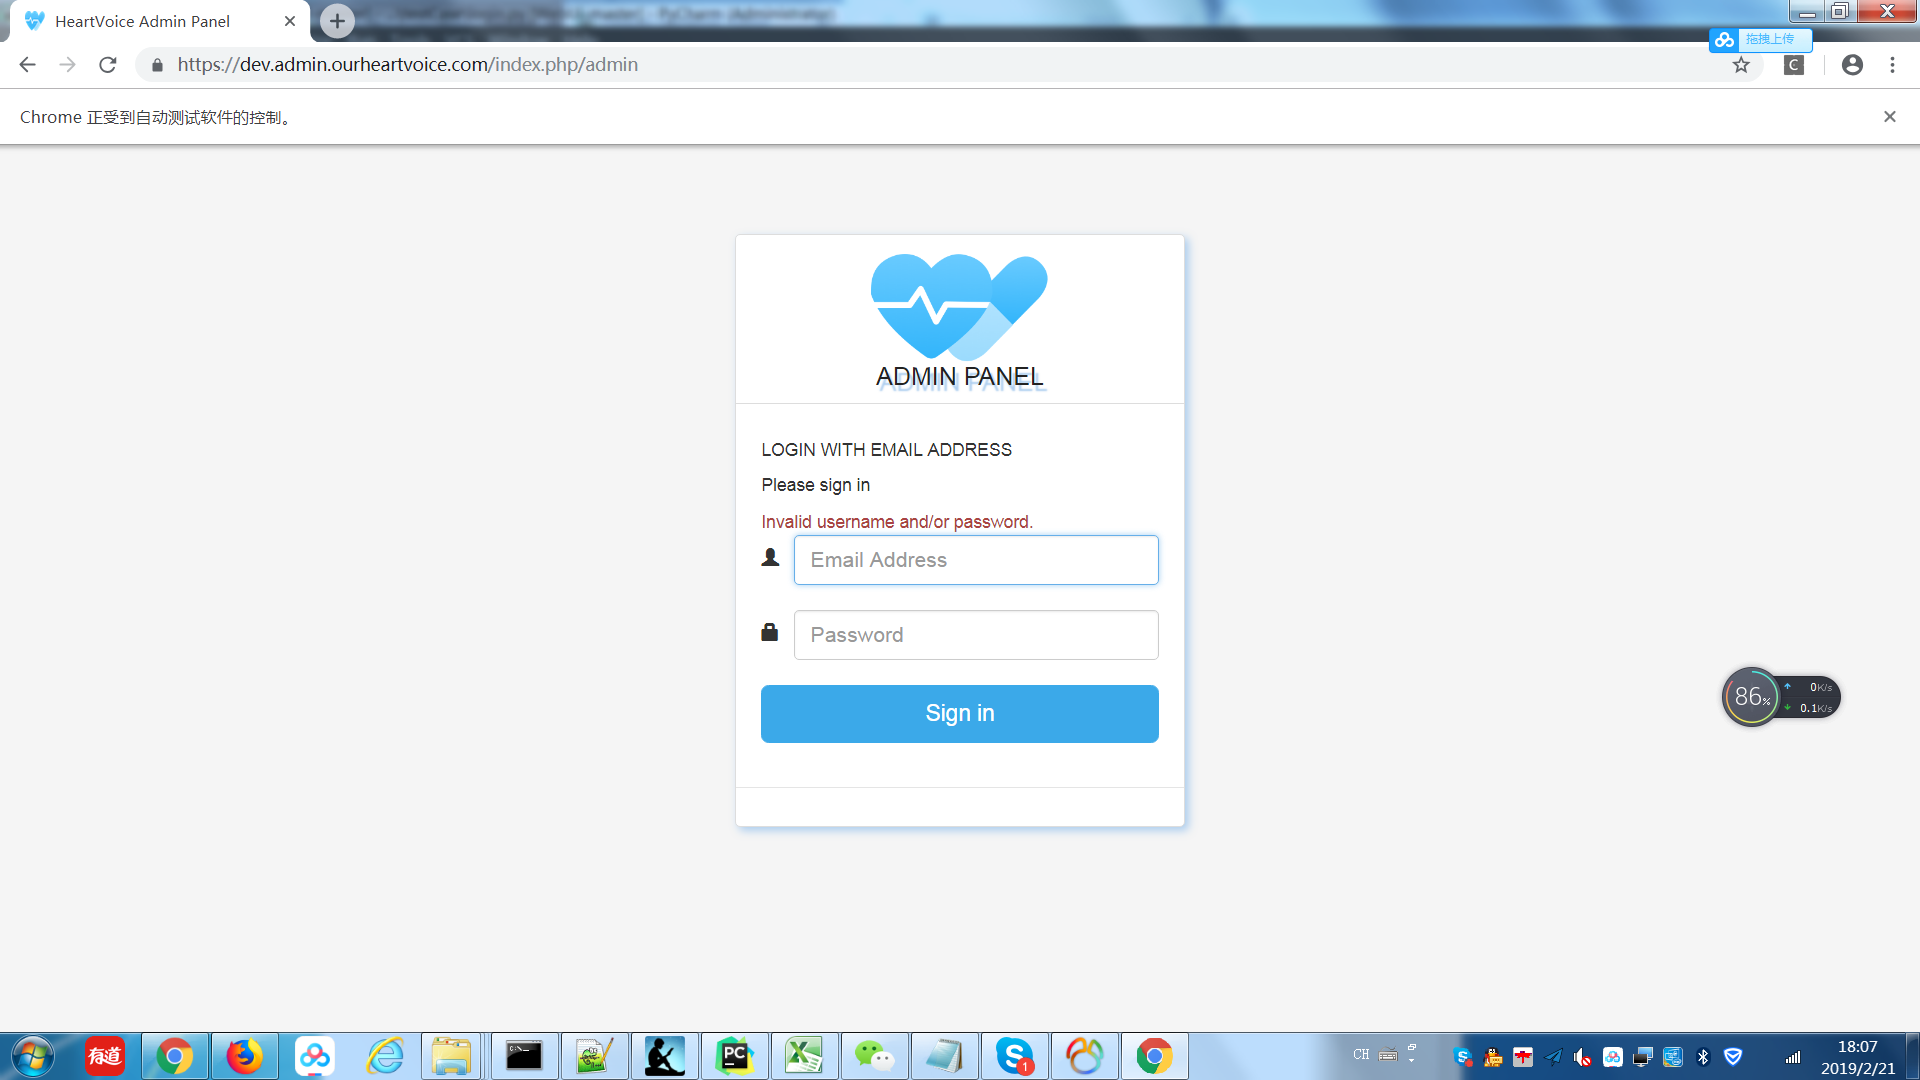 HeartVoice Admin Panel
拖拽上传
https://dev.admin.ourheartvoice.com/index.php/admin
C
Chrome 正受到自动测试软件的控制。
ADMIN PANEL
LOGIN WITH EMAIL ADDRESS
Please sign in
Invalid username and/or password.
Email Address
Password
Sign in
86%
0K/s
0.1K/s
有道
PC
1
CH
18:07
2019/2/21